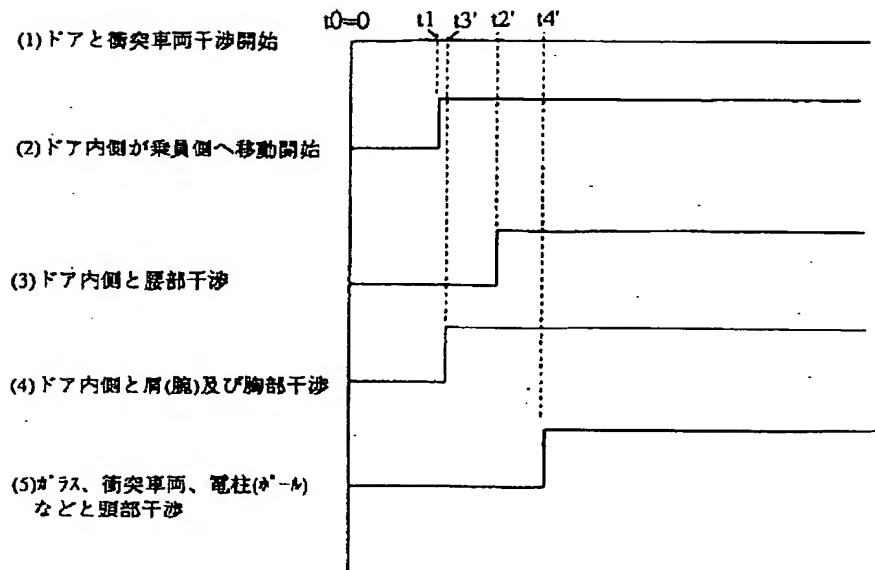 t0=0 t1 t3' t2' t4'
(1)ドアと衝突車両干渉開始
(2)ドア内側が乗員側へ移動開始
(3)ドア内側と腰部干渉
(4)ドア内側と肩(腕)及び胸部干渉
(5)ガラス、衝突車両、電柱(ポール)
などと頭部干渉